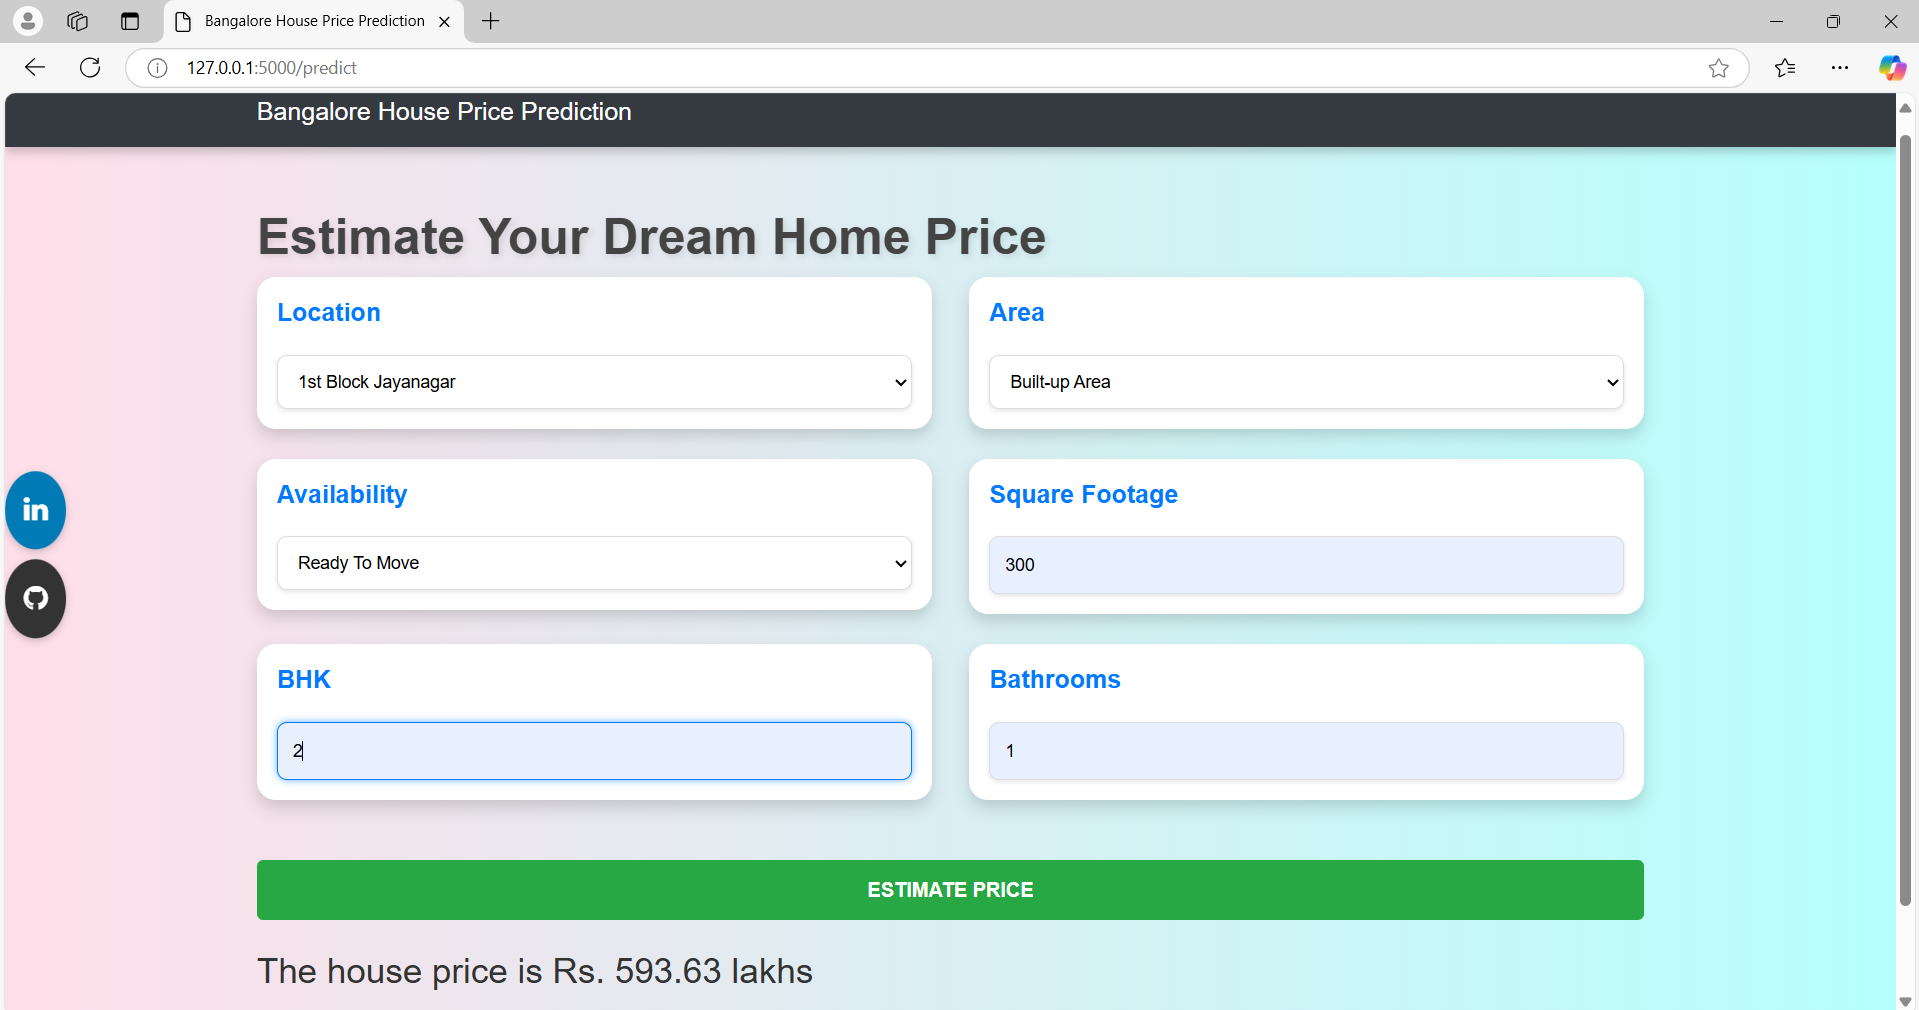 Bangalore House Price Prediction
127.0.0.1:5000/predict
Bangalore House Price Prediction
Estimate Your Dream Home Price
Location
Area
1st Block Jayanagar
Built-up Area
Availability
Square Footage
Ready To Move
300
in
BHK
Bathrooms
2
1
ESTIMATE PRICE
The house price is Rs. 593.63 lakhs